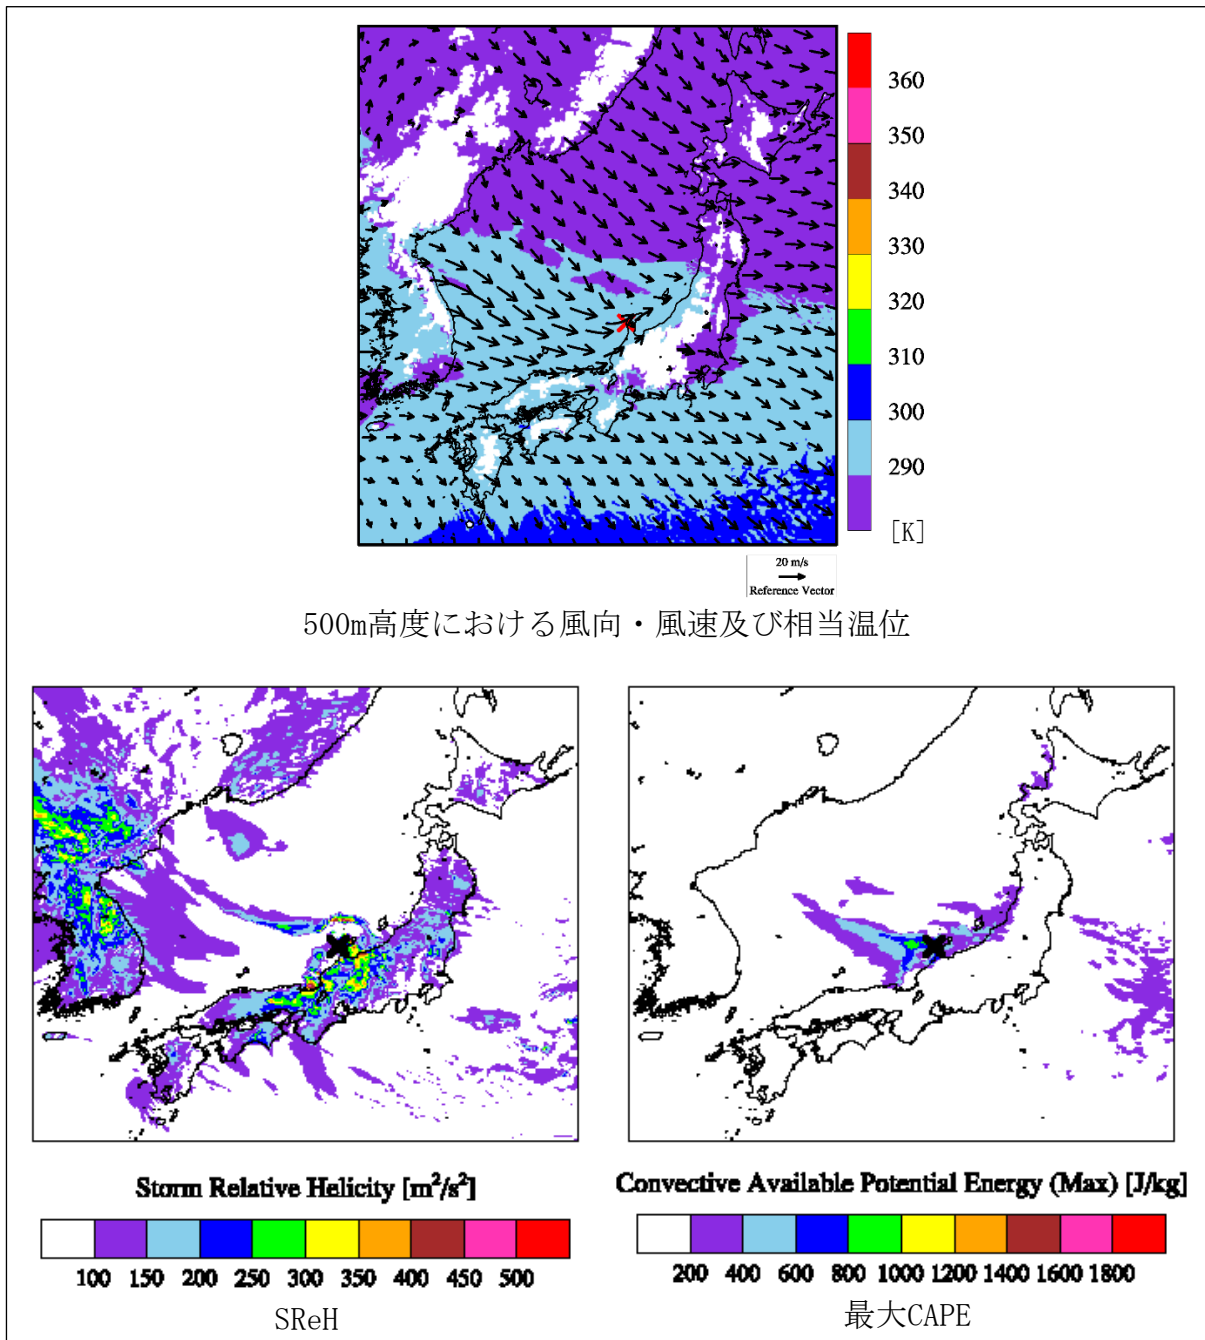 360
350
340
330
320
310
300
290
[K]
20 m/s
Reference Vector
500m高度における風向・風速及び相当温位
Storm Relative Helicity [m²/s²]
100 150 200 250 300 350 400 450 500
SReH
Convective Available Potential Energy (Max) [J/kg]
200 400 600 800 1000 1200 1400 1600 1800
最大CAPE